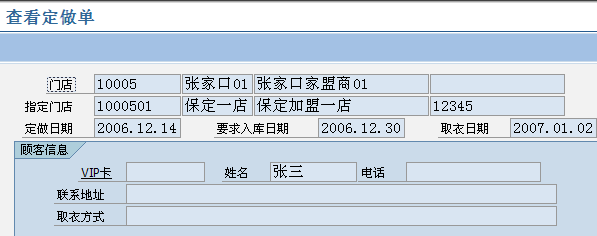 查看定做单
门店 10005 张家口01 张家口家盟商01
指定门店 1000501 保定一店 保定加盟一店 12345
定做日期 2006.12.14 要求入库日期 2006.12.30 取衣日期 2007.01.02
顾客信息
VIP卡 姓名 张三 电话
联系地址
取衣方式